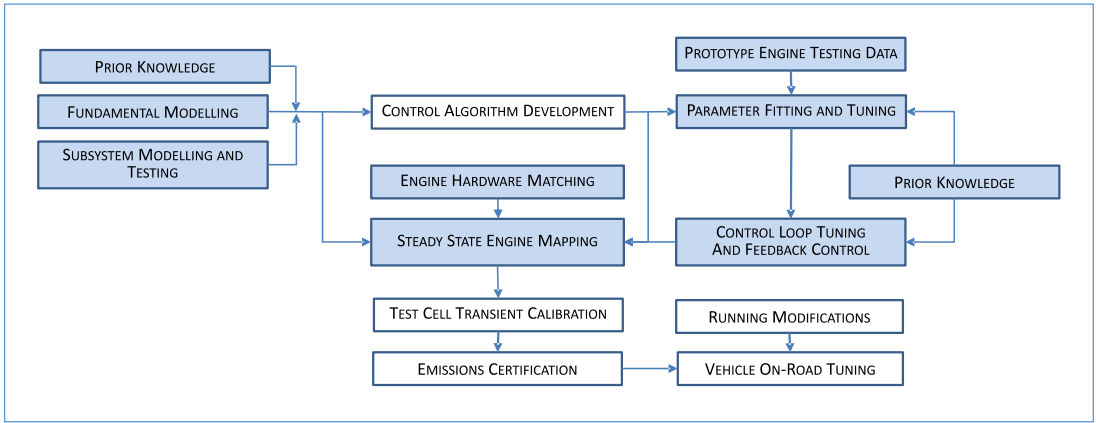 PRIOR KNOWLEDGE
FUNDAMENTAL MODELLING
SUBSYSTEM MODELLING AND
TESTING
CONTROL ALGORITHM DEVELOPMENT
ENGINE HARDWARE MATCHING
STEADY STATE ENGINE MAPPING
TEST CELL TRANSIENT CALIBRATION
EMISSIONS CERTIFICATION
PROTOTYPE ENGINE TESTING DATA
PARAMETER FITTING AND TUNING
PRIOR KNOWLEDGE
CONTROL LOOP TUNING
AND FEEDBACK CONTROL
RUNNING MODIFICATIONS
VEHICLE ON-ROAD TUNING